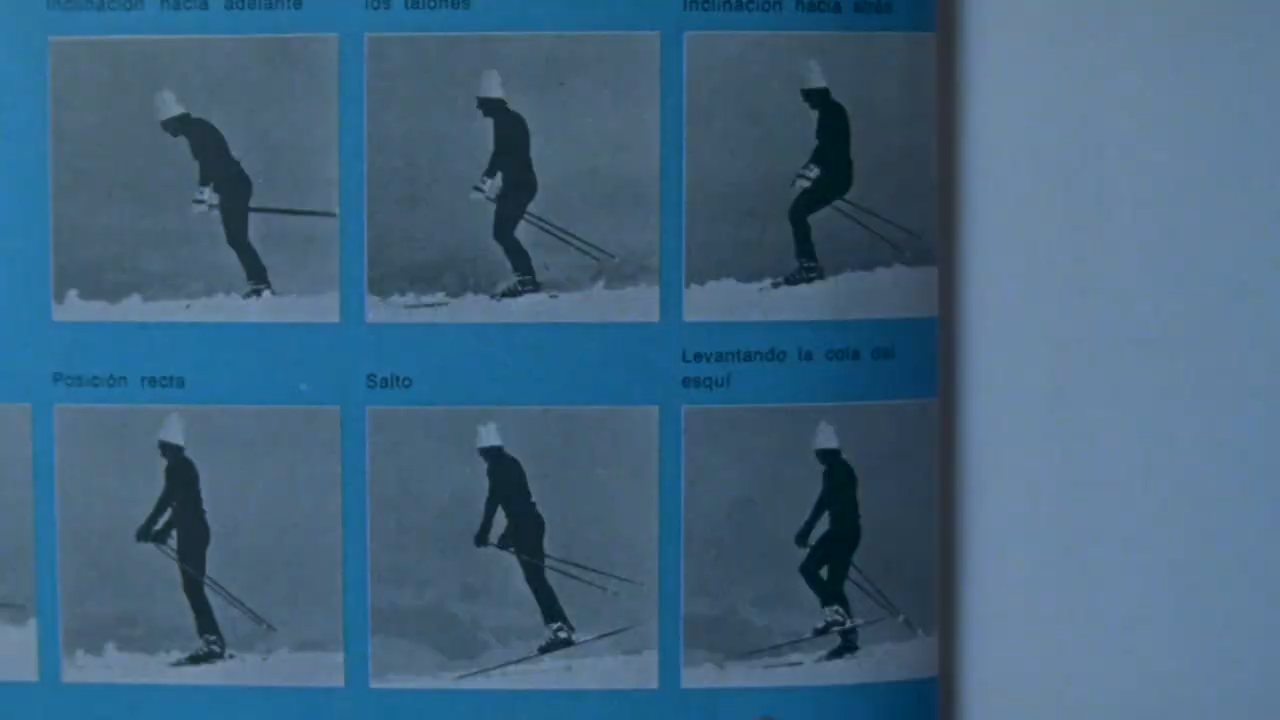 Inclinación hacia adelante
los talones
Inclinación hacia atrás
Posición recta
Salto
Levantando la cola del
esquí